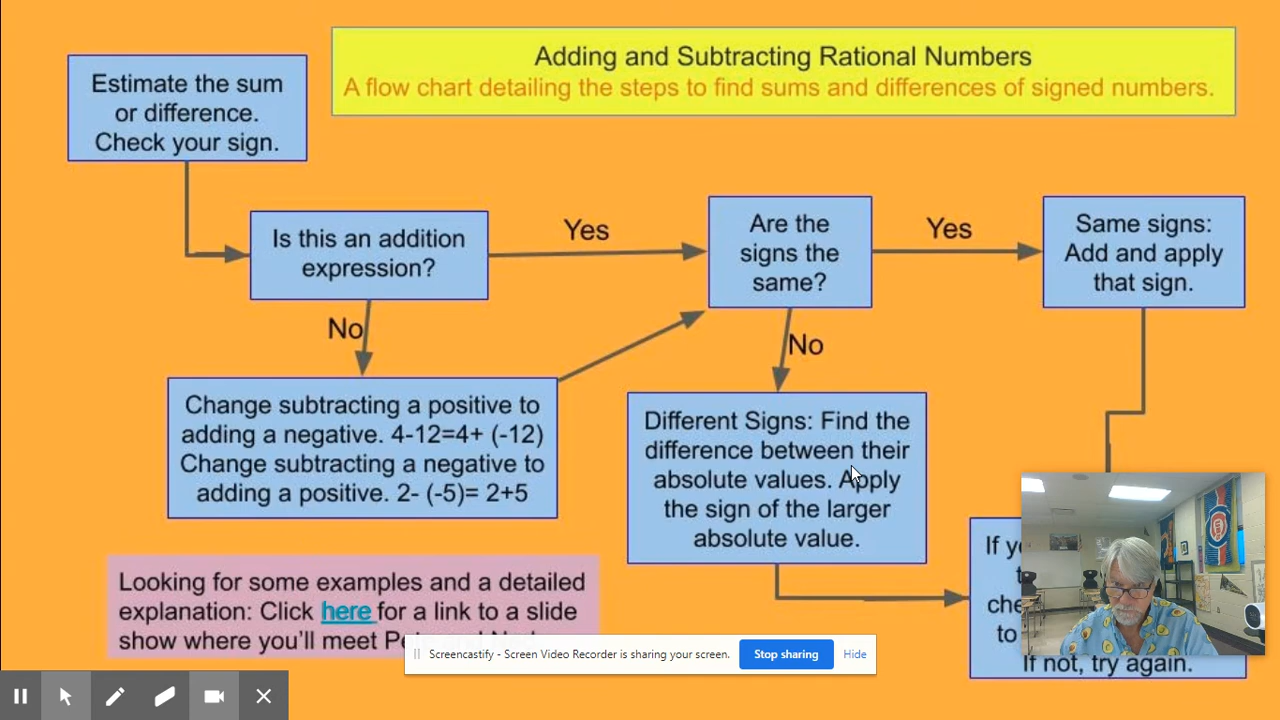 Adding and Subtracting Rational Numbers
A flow chart detailing the steps to find sums and differences of signed numbers.
Estimate the sum
or difference.
Check your sign.
Is this an addition
expression?
Yes
Are the
signs the
same?
Yes
Same signs:
Add and apply
that sign.
No
No
Change subtracting a positive to
adding a negative. 4-12=4+ (-12)
Change subtracting a negative to
adding a positive. 2- (-5)= 2+5
Different Signs: Find the
difference between their
absolute values. Apply
the sign of the larger
absolute value.
If
to
If not, try again.
Looking for some examples and a detailed
explanation: Click here for a link to a slide
show where you'll meet
Screencastify - Screen Video Recorder is sharing your screen.
Stop sharing
Hide